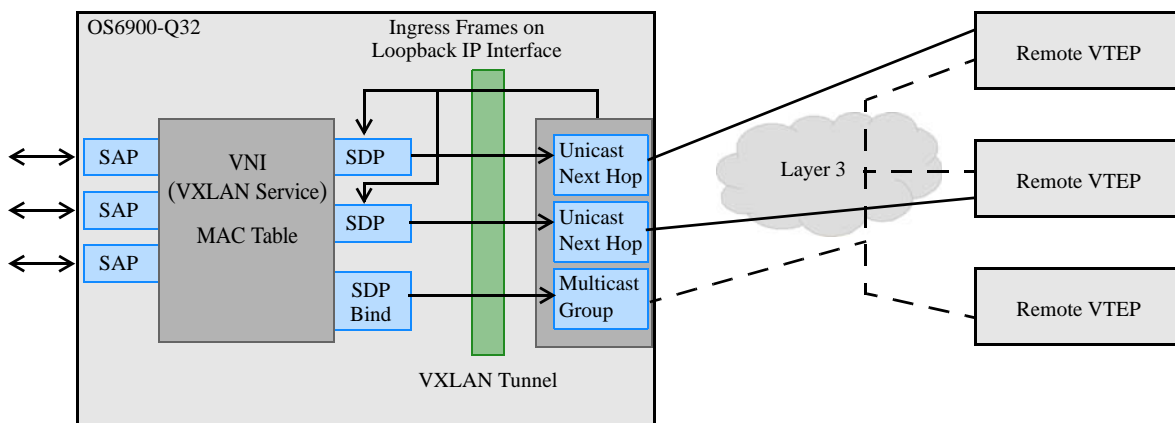 OS6900-Q32
Ingress Frames on
Loopback IP Interface
Remote VTEP
SAP
VNI
(VXLAN Service)
MAC Table
SDP
Unicast
Next Hop
Layer 3
Remote VTEP
SAP
SDP
Unicast
Next Hop
SAP
SDP
Bind
Multicast
Group
Remote VTEP
VXLAN Tunnel